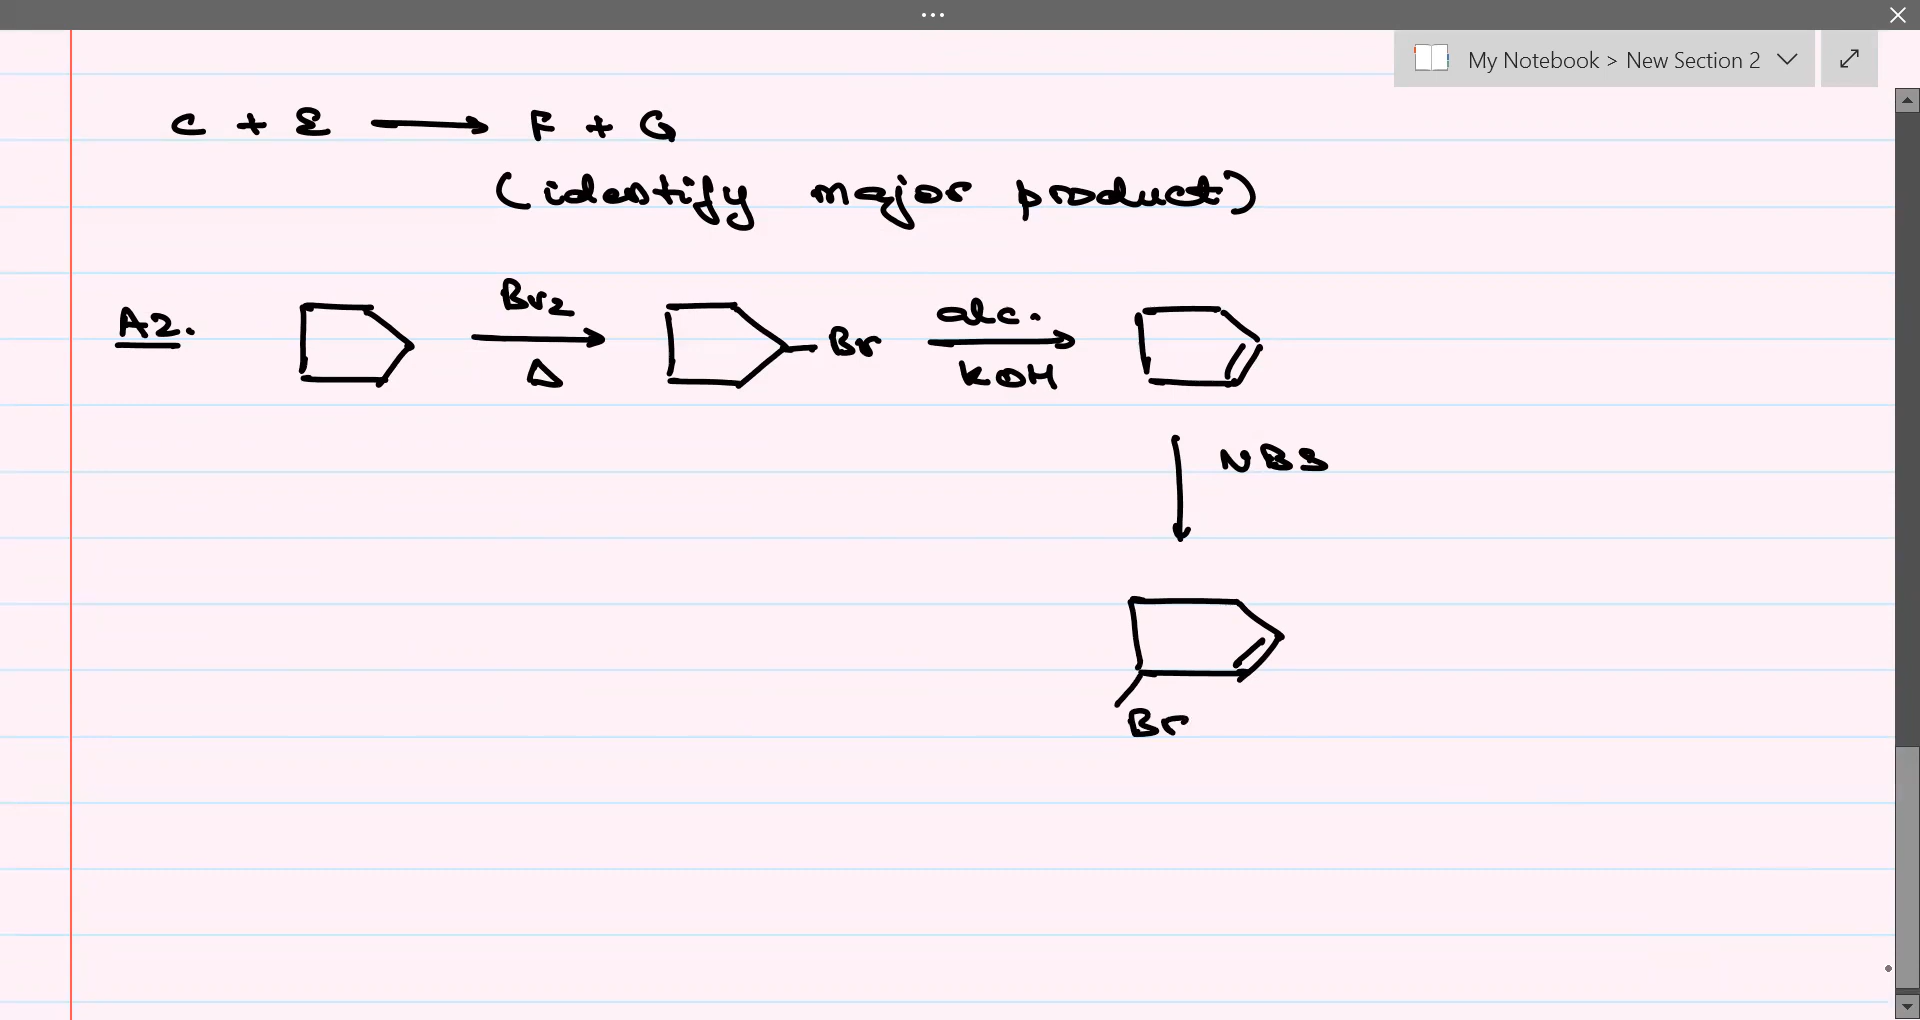 My Notebook > New Section 2
C + E → F + G
(identify major product)
A2. Br2 Δ Br alc. KOH
NBS
Br